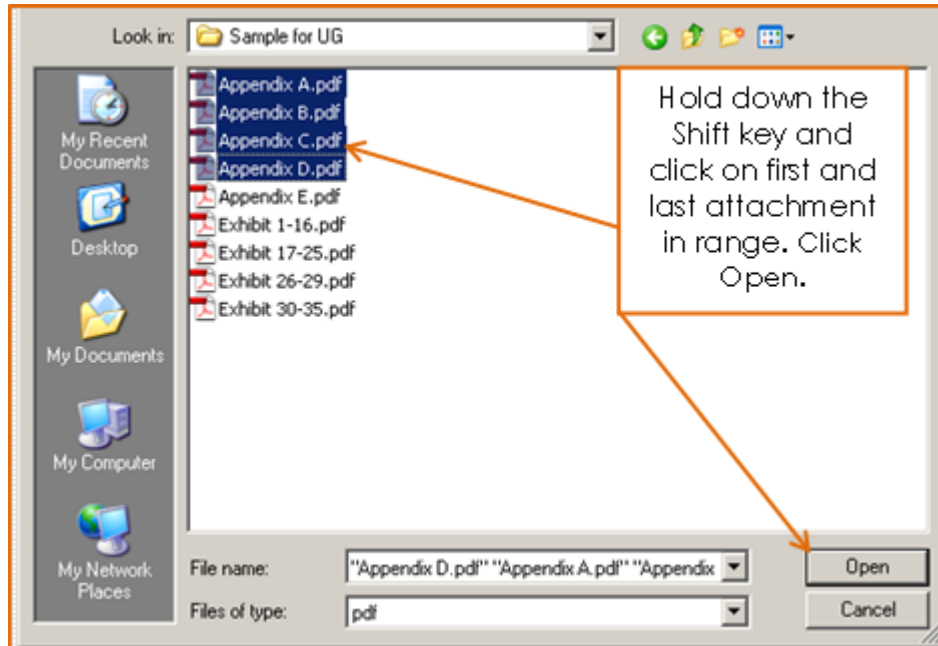 Look in:
Sample for UG
My Recent
Documents
Desktop
My Documents
My Computer
My Network
Places
Appendix A.pdf
Appendix B.pdf
Appendix C.pdf
Appendix D.pdf
Appendix E.pdf
Exhibit 1-16.pdf
Exhibit 17-25.pdf
Exhibit 26-29.pdf
Exhibit 30-35.pdf
Hold down the
Shift key and
click on first and
last attachment
in range. Click
Open.
File name:
"Appendix D.pdf" "Appendix A.pdf" "Appendix
Open
Files of type:
pdf
Cancel